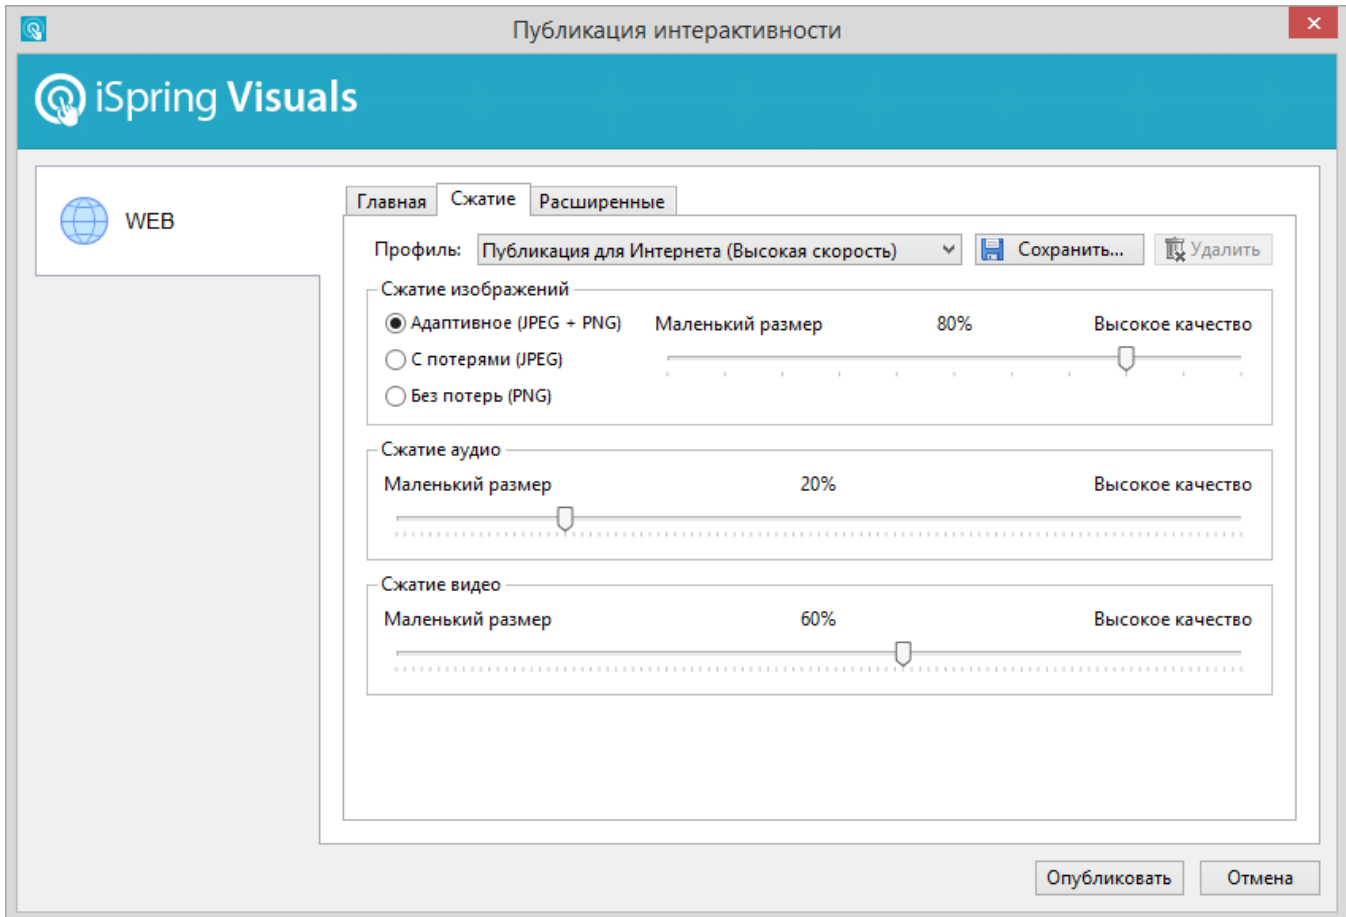 Публикация интерактивности
iSpring Visuals
WEB
Главная Сжатие Расширенные
Профиль: Публикация для Интернета (Высокая скорость) Сохранить... Удалить
Сжатие изображений
Адаптивное (JPEG + PNG) Маленький размер 80% Высокое качество
С потерями (JPEG)
Без потерь (PNG)
Сжатие аудио
Маленький размер 20% Высокое качество
Сжатие видео
Маленький размер 60% Высокое качество
Опубликовать Отмена